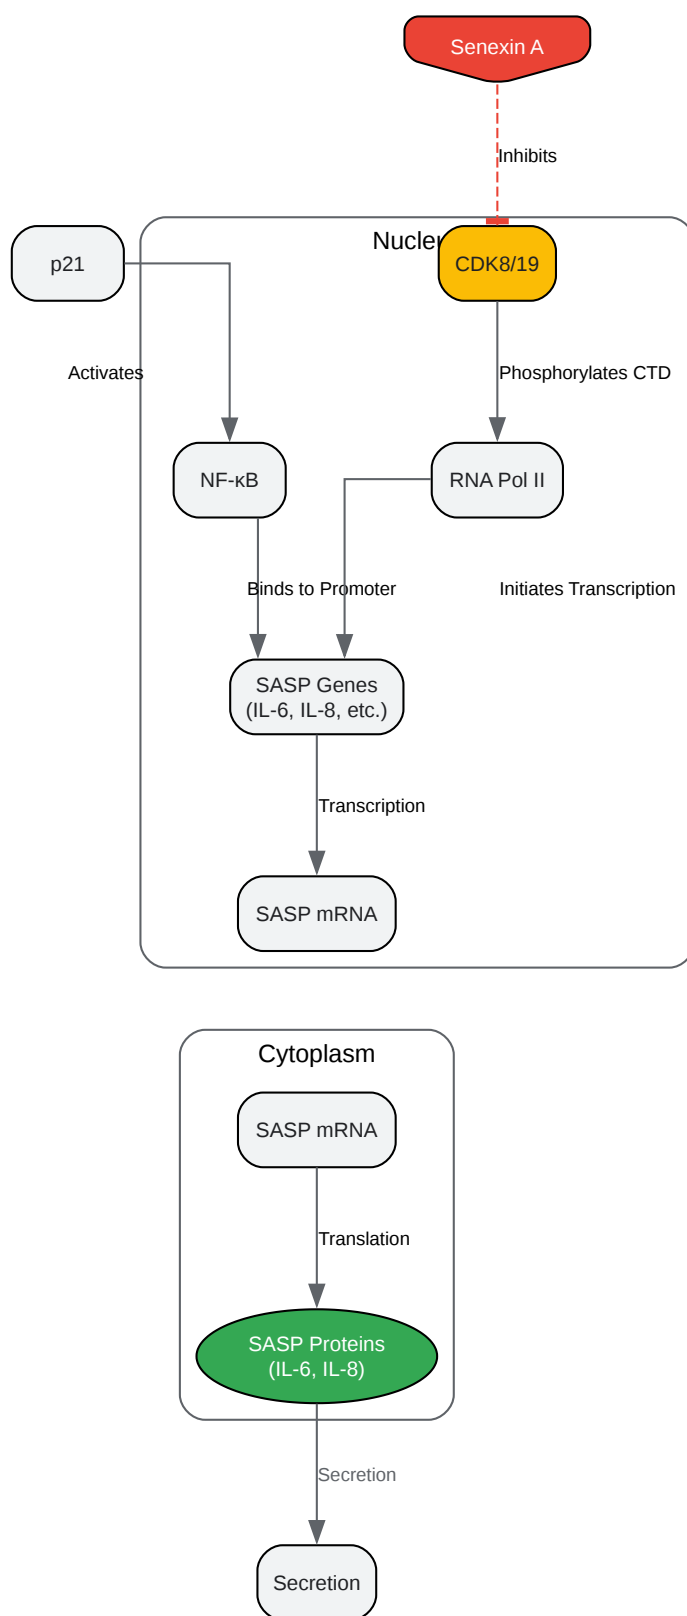 Senexin A
Inhibits
Nucleu
p21
CDK8/19
Activates
Phosphorylates CTD
NF-κB
RNA Pol II
Binds to Promoter
Initiates Transcription
SASP Genes
(IL-6, IL-8, etc.)
Transcription
SASP mRNA
Cytoplasm
SASP mRNA
Translation
SASP Proteins
(IL-6, IL-8)
Secretion
Secretion